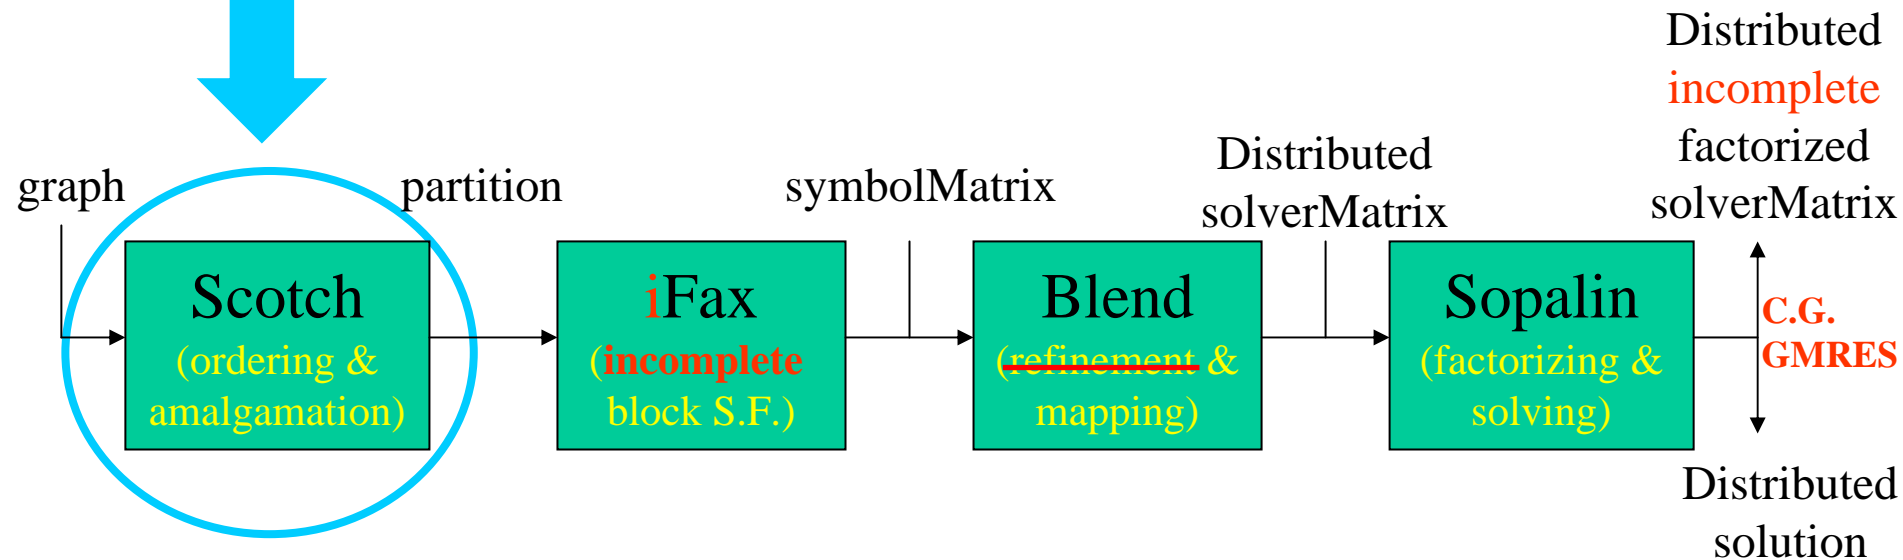 graph
Scotch
(ordering &
amalgamation)
partition
iFax
(incomplete
block S.F.)
symbolMatrix
Blend
(refinement &
mapping)
Distributed
solverMatrix
Sopalin
(factorizing &
solving)
Distributed
incomplete
factorized
solverMatrix
C.G.
GMRES
Distributed
solution